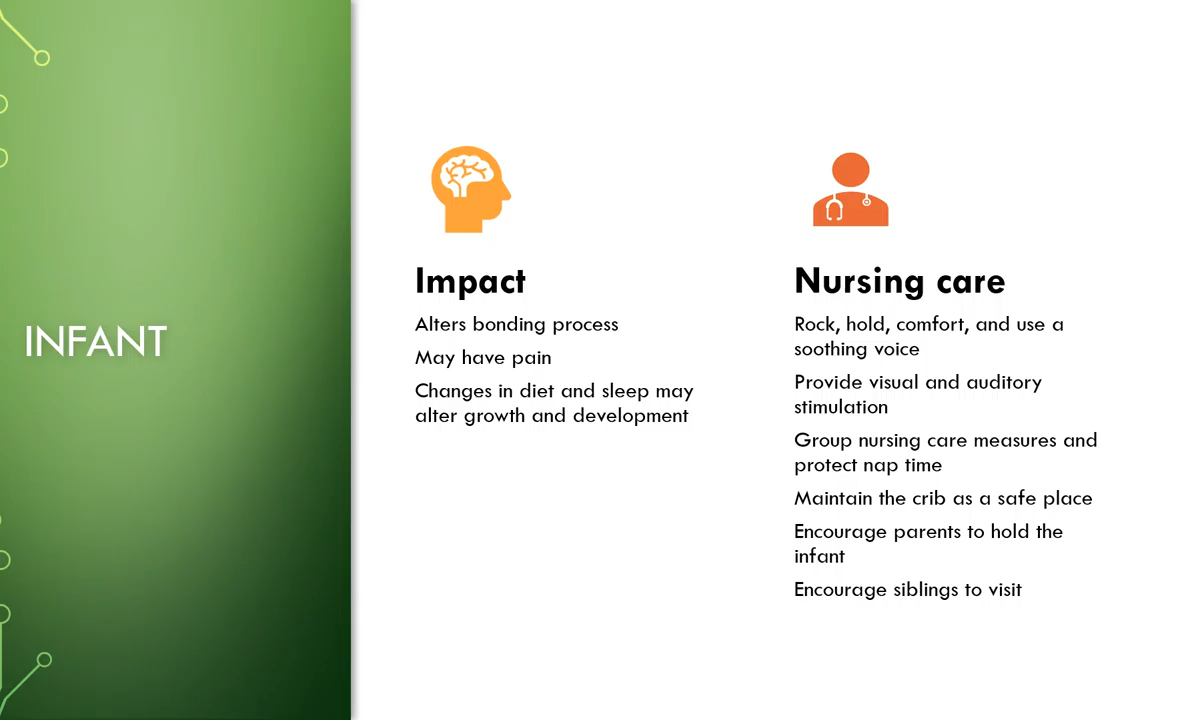 INFANT
Impact
Alters bonding process
May have pain
Changes in diet and sleep may
alter growth and development
Nursing care
Rock, hold, comfort, and use a
soothing voice
Provide visual and auditory
stimulation
Group nursing care measures and
protect nap time
Maintain the crib as a safe place
Encourage parents to hold the
infant
Encourage siblings to visit